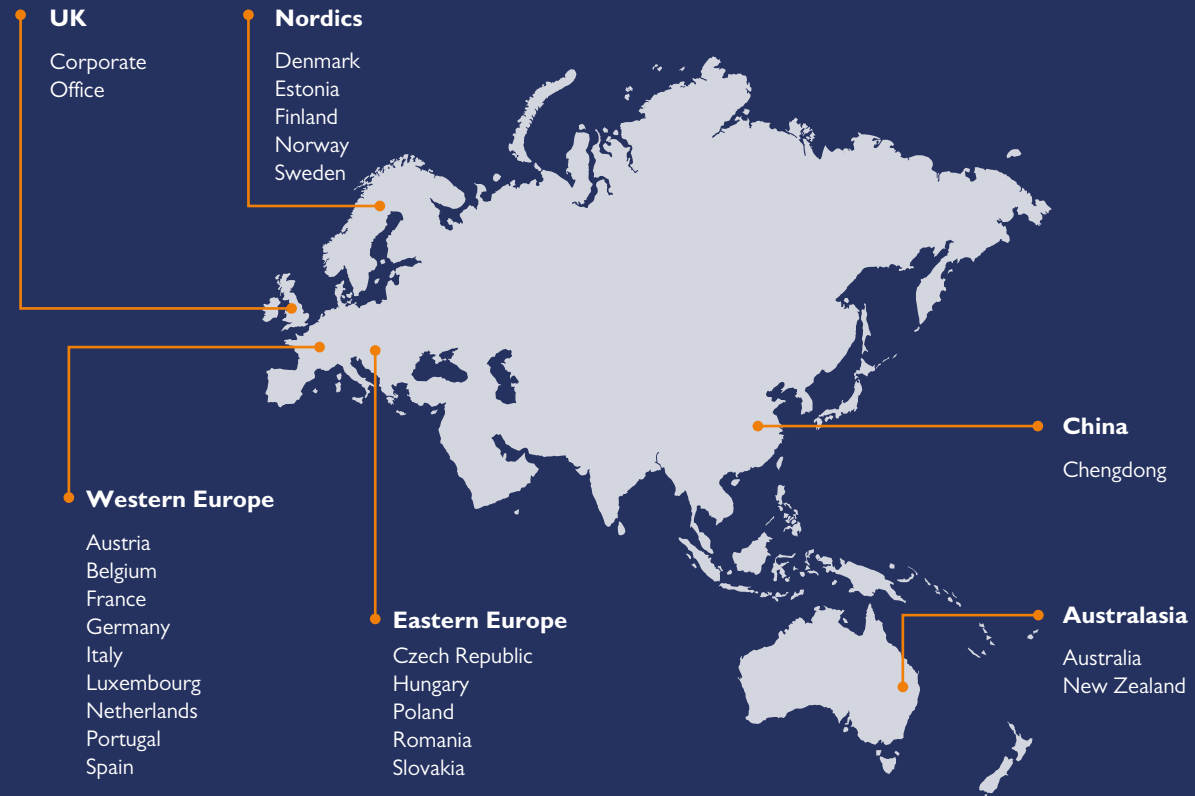 UK
Corporate
Office
Nordics
Denmark
Estonia
Finland
Norway
Sweden
Western Europe
Austria
Belgium
France
Germany
Italy
Luxembourg
Netherlands
Portugal
Spain
Eastern Europe
Czech Republic
Hungary
Poland
Romania
Slovakia
China
Chengdong
Australasia
Australia
New Zealand